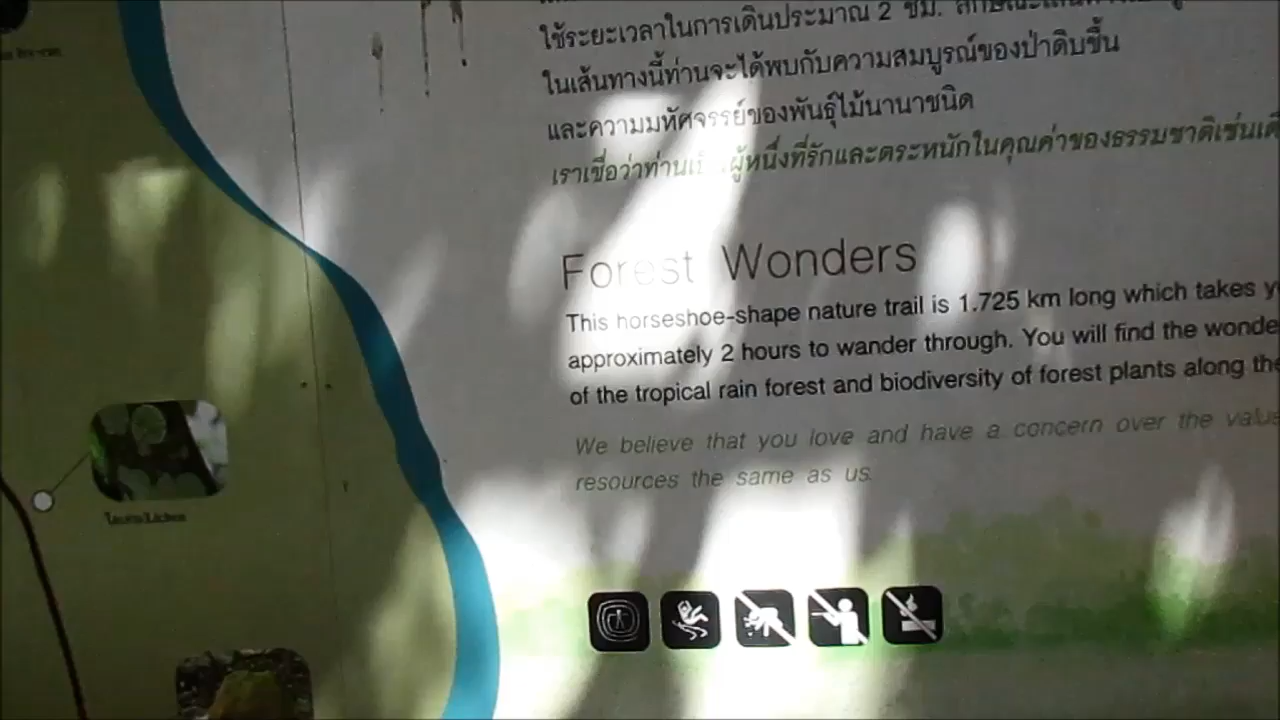 ใช้ระยะเวลาในการเดินประมาณ 2 ชม.
ในเส้นทางนี้ท่านจะได้พบกับความสมบูรณ์ของป่าดิบชื้น
และความมหัศจรรย์ของพันธุ์ไม้นานาชนิด
เราเชื่อว่าท่านเป็นผู้หนึ่งที่รักและตระหนักในคุณค่าของธรรมชาติเช่นเดี
Forest Wonders
This horseshoe-shape nature trail is 1.725 km long which takes y
approximately 2 hours to wander through. You will find the wonde
of the tropical rain forest and biodiversity of forest plants along the
We believe that you love and have a concern over the valu
resources the same as us.